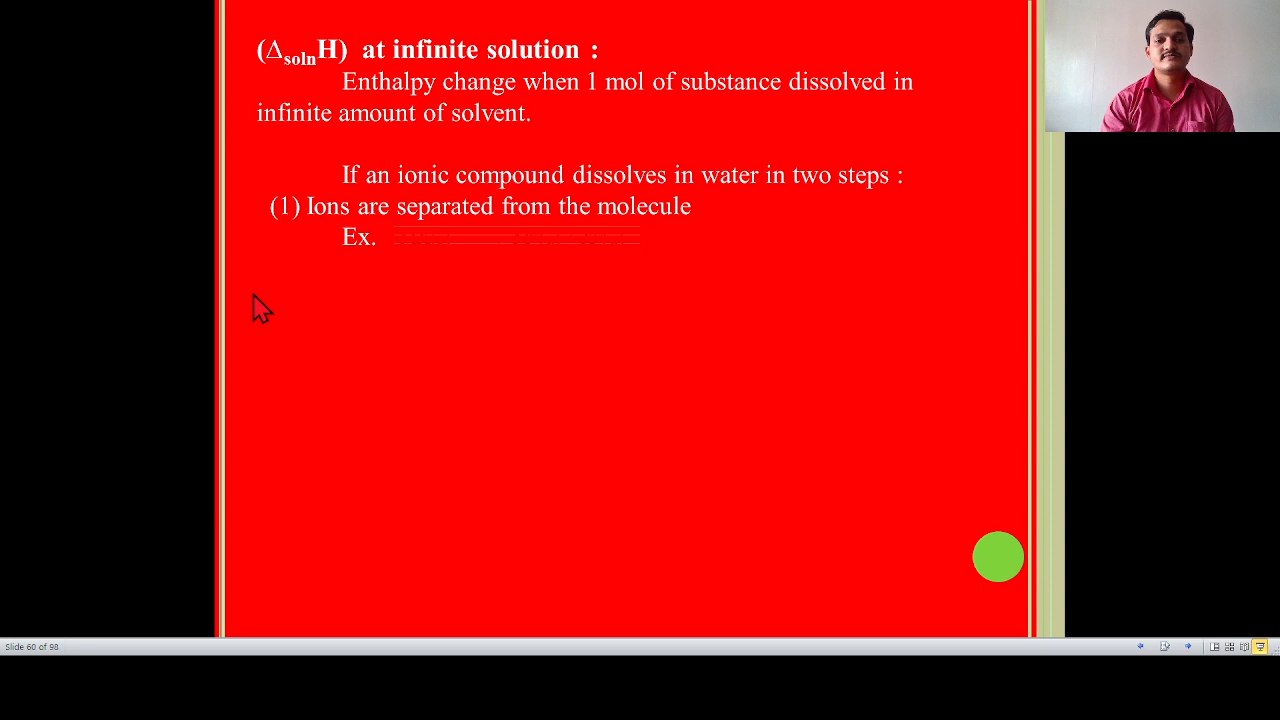 (ΔsolnH) at infinite solution :
Enthalpy change when 1 mol of substance dissolved in
infinite amount of solvent.
If an ionic compound dissolves in water in two steps :
(1) Ions are separated from the molecule
Ex.
Slide 60 of 98